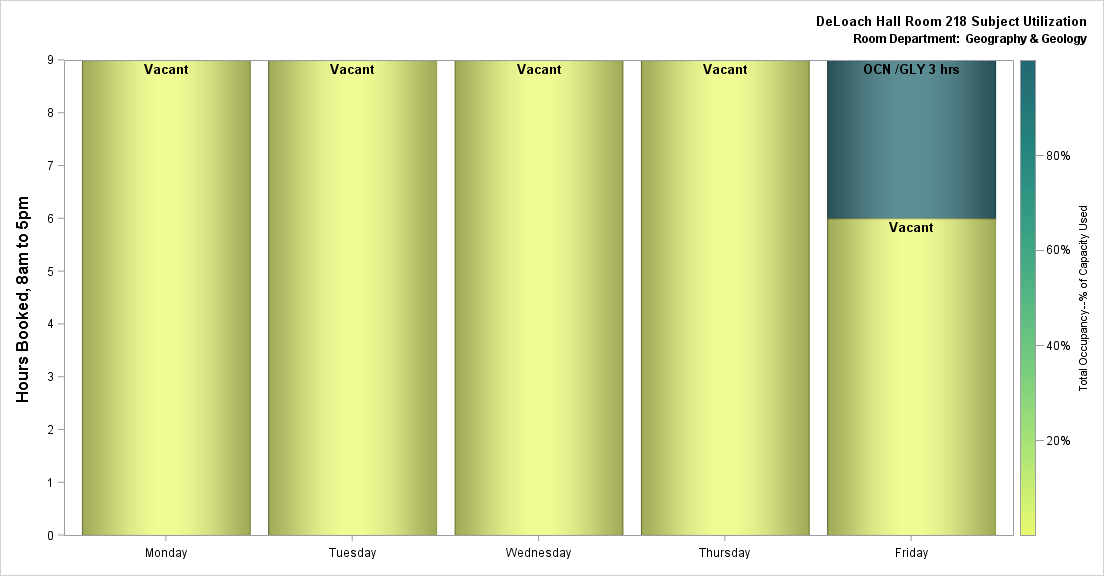 DeLoach Hall Room 218 Subject Utilization
Room Department: Geography & Geology
Hours Booked, 8am to 5pm
9
8
7
6
5
4
3
2
1
0
Vacant
Vacant
Vacant
Vacant
OCN /GLY 3 hrs
Vacant
Monday
Tuesday
Wednesday
Thursday
Friday
80%
60%
40%
20%
Total Occupancy--% of Capacity Used